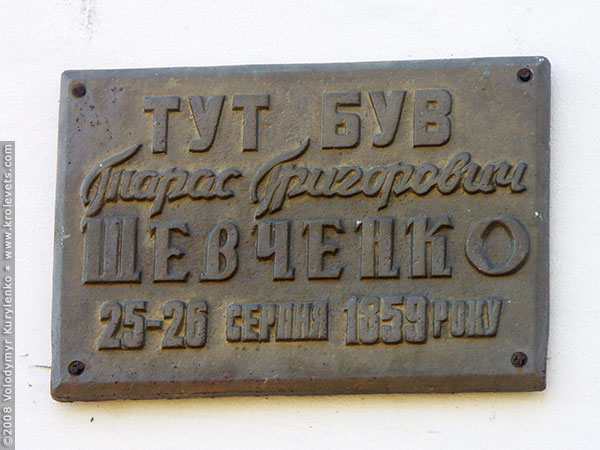 ТУТ БУВ
Тарас Григорович
ШЕВЧЕНКО
25-26 СЕРПНЯ 1859 РОКУ
©2008 Volodymyr Kurylenko * www.krolevets.com